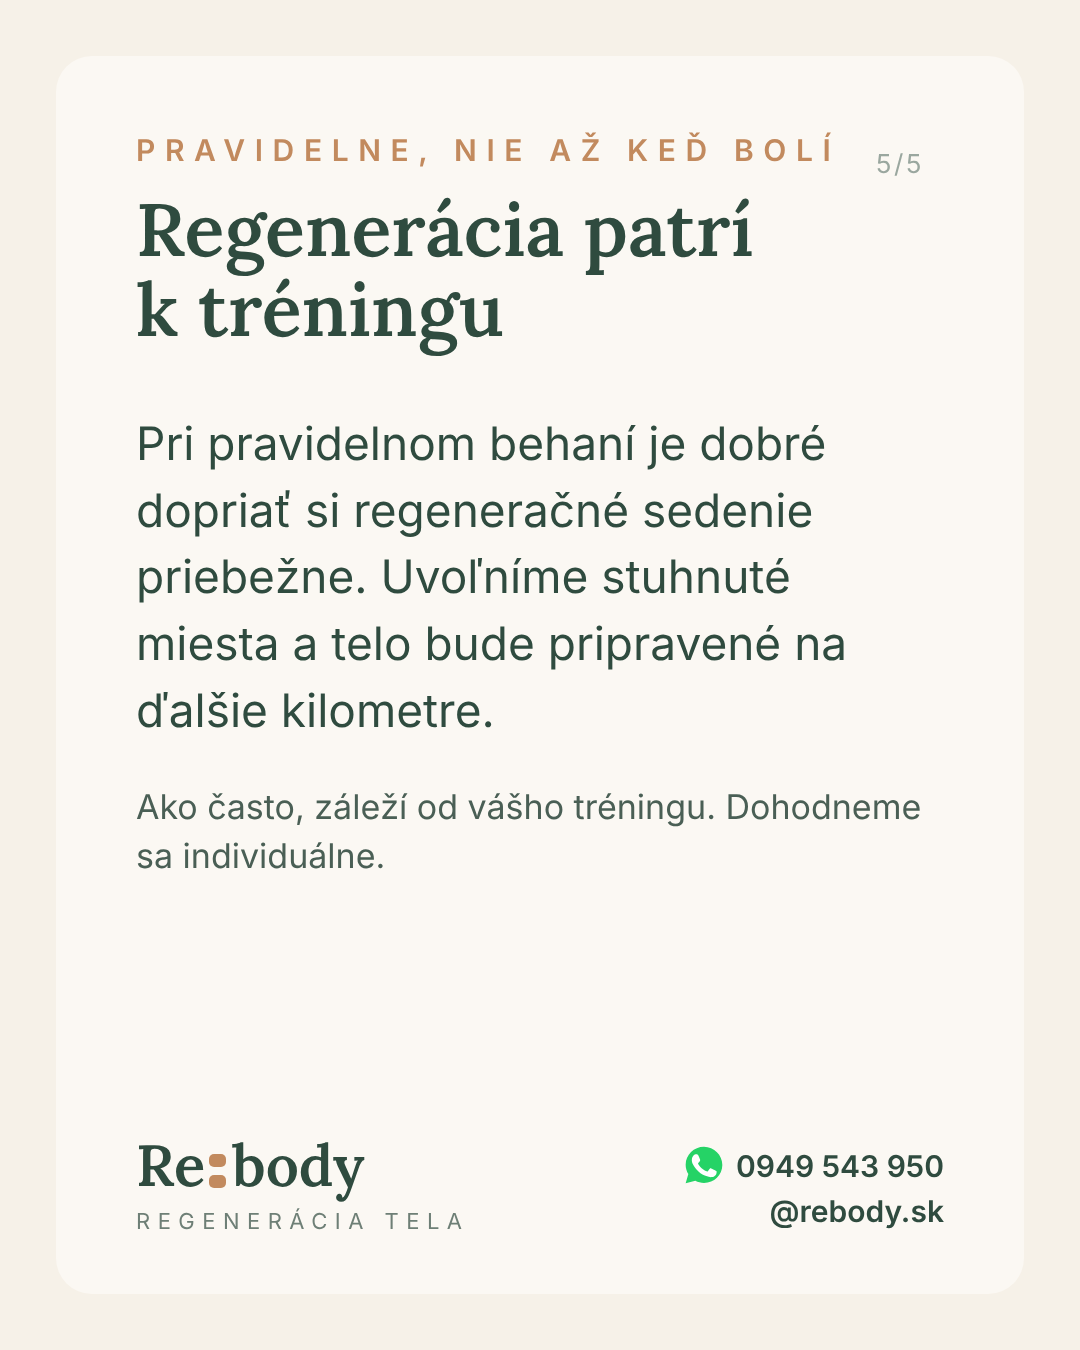 PRAVIDELNE, NIE AŽ KEĎ BOLÍ
5/5
Regenerácia patrí
k tréningu
Pri pravidelnom behaní je dobré
dopriať si regeneračné sedenie
priebežne. Uvoľníme stuhnuté
miesta a telo bude pripravené na
ďalšie kilometre.
Ako často, záleží od vášho tréningu. Dohodneme
sa individuálne.
Re:body
REGENERÁCIA TELA
0949 543 950
@rebody.sk